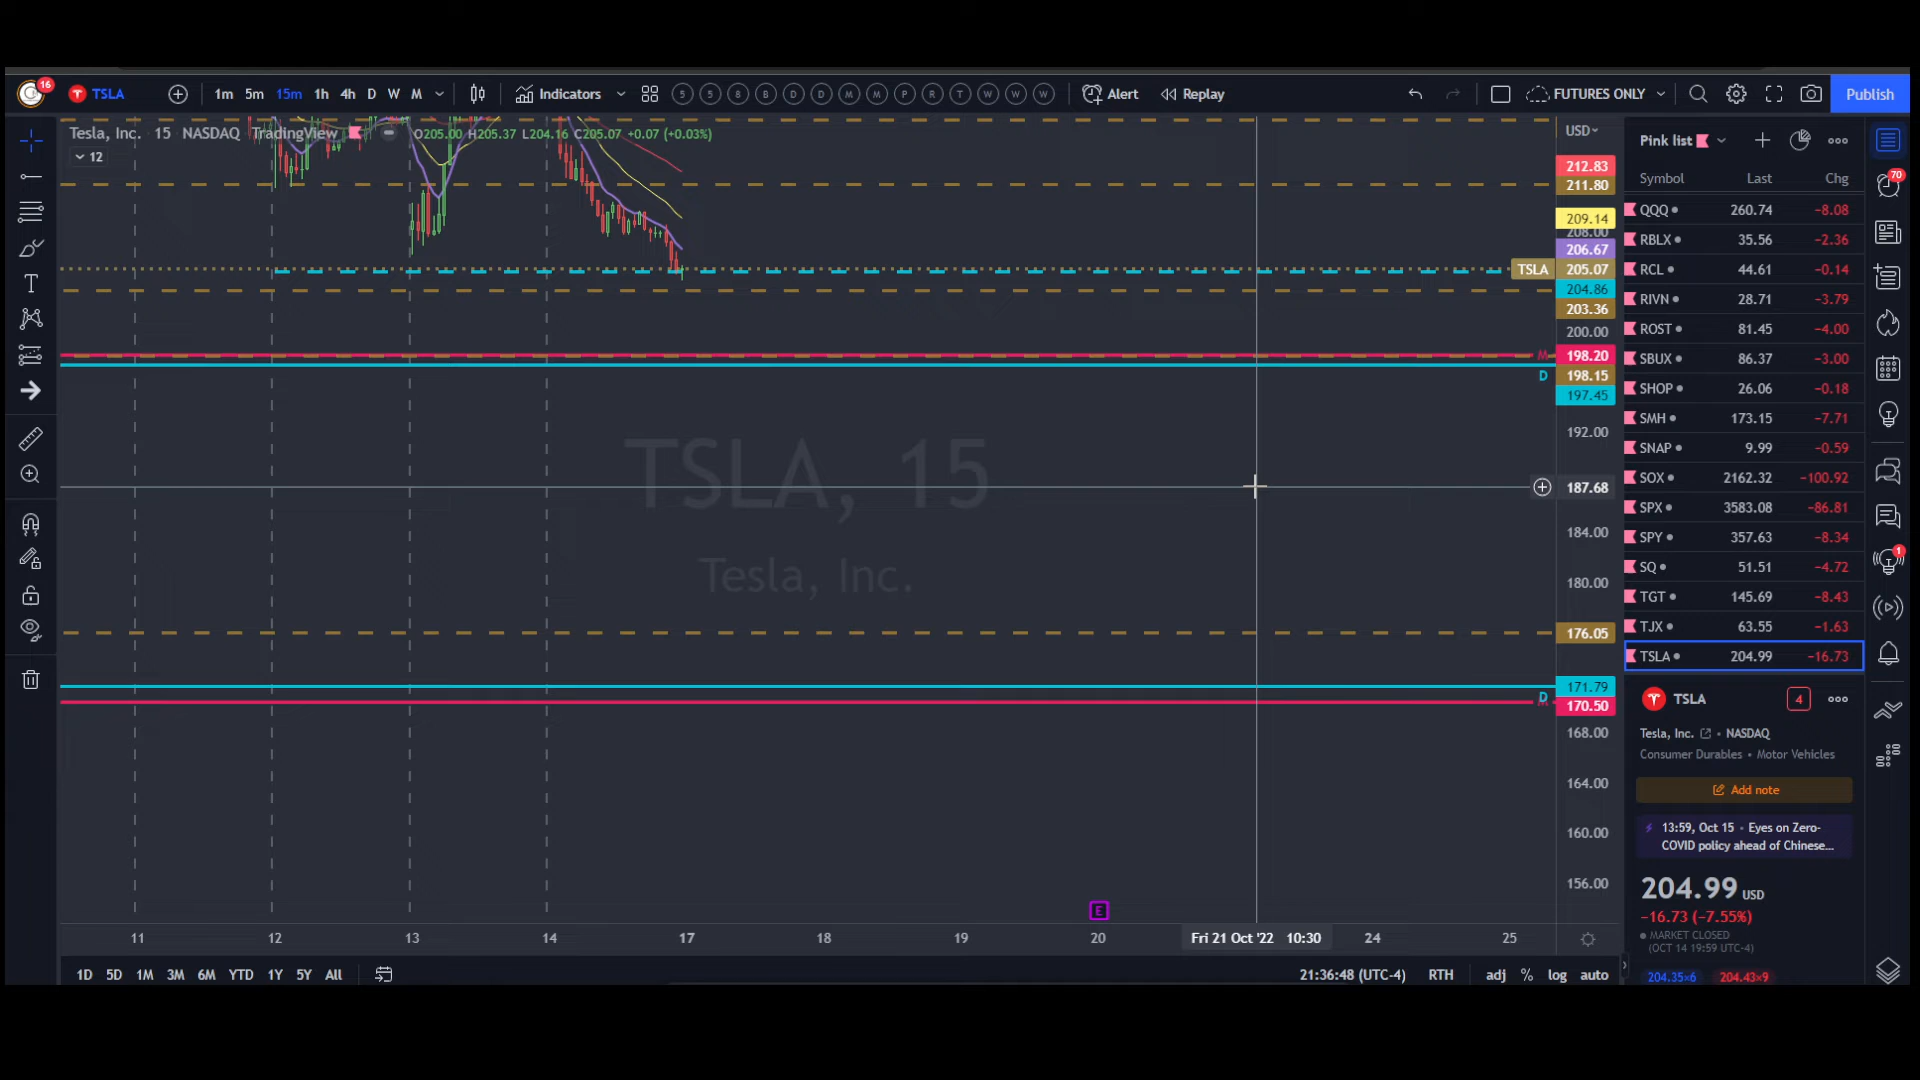 16 TSLA 1m 5m 15m 1h 4h D W M Indicators S S 8 B D D M M P R T W W W Alert Replay FUTURES ONLY Publish
Tesla, Inc. 15 NASDAQ TradingView O205.00 H205.37 L204.16 C205.07 +0.07 (+0.03%)
12
USD
212.83
211.80
209.14
208.00
206.67
TSLA 205.07
204.86
203.36
200.00
M 198.20
D 198.15
197.45
192.00
187.68
184.00
180.00
176.05
171.79
D
M 170.50
168.00
164.00
160.00
156.00
TSLA, 15
Tesla, Inc.
E
11 12 13 14 17 18 19 20 Fri 21 Oct '22 10:30 24 25
1D 5D 1M 3M 6M YTD 1Y 5Y All 21:36:48 (UTC-4) RTH adj % log auto
Pink list
Symbol Last Chg
QQQ 260.74 −8.08
RBLX 35.56 −2.36
RCL 44.61 −0.14
RIVN 28.71 −3.79
ROST 81.45 −4.00
SBUX 86.37 −3.00
SHOP 26.06 −0.18
SMH 173.15 −7.71
SNAP 9.99 −0.59
SOX 2162.32 −100.92
SPX 3583.08 −86.81
SPY 357.63 −8.34
SQ 51.51 −4.72
TGT 145.69 −8.43
TJX 63.55 −1.63
TSLA 204.99 −16.73
TSLA 4
Tesla, Inc. • NASDAQ
Consumer Durables • Motor Vehicles
Add note
13:59, Oct 15 • Eyes on Zero-
COVID policy ahead of Chinese...
204.99 USD
−16.73 (−7.55%)
MARKET CLOSED
(OCT 14 19:59 UTC-4)
204.35×6 204.43×9
70
1